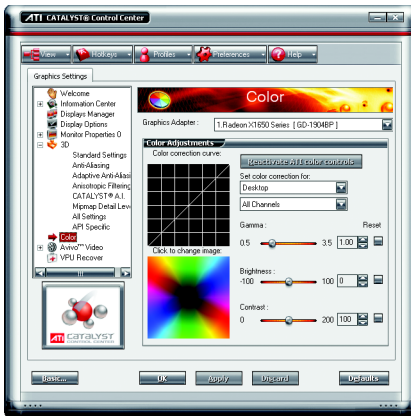 ATI CATALYST® Control Center
View Hotkeys Profiles Preferences Help
Graphics Settings
Welcome
Information Center
Displays Manager
Display Options
Monitor Properties 0
3D
Standard Settings
Anti-Aliasing
Adaptive Anti-Aliasi
Anisotropic Filtering
CATALYST® A.I.
Mipmap Detail Leve
All Settings
API Specific
Color
Avivo™ Video
VPU Recover
ATI CATALYST
CONTROL CENTER
Color
Graphics Adapter :
1.Radeon X1650 Series [ GD-1904BP ]
Color Adjustments
Color correction curve:
Click to change image:
Reactivate ATI color controls
Set color correction for:
Desktop
All Channels
Gamma : Reset
0.5 3.5 1.00
Brightness :
-100 100 0
Contrast :
0 200 100
Basic... OK Apply Discard Defaults